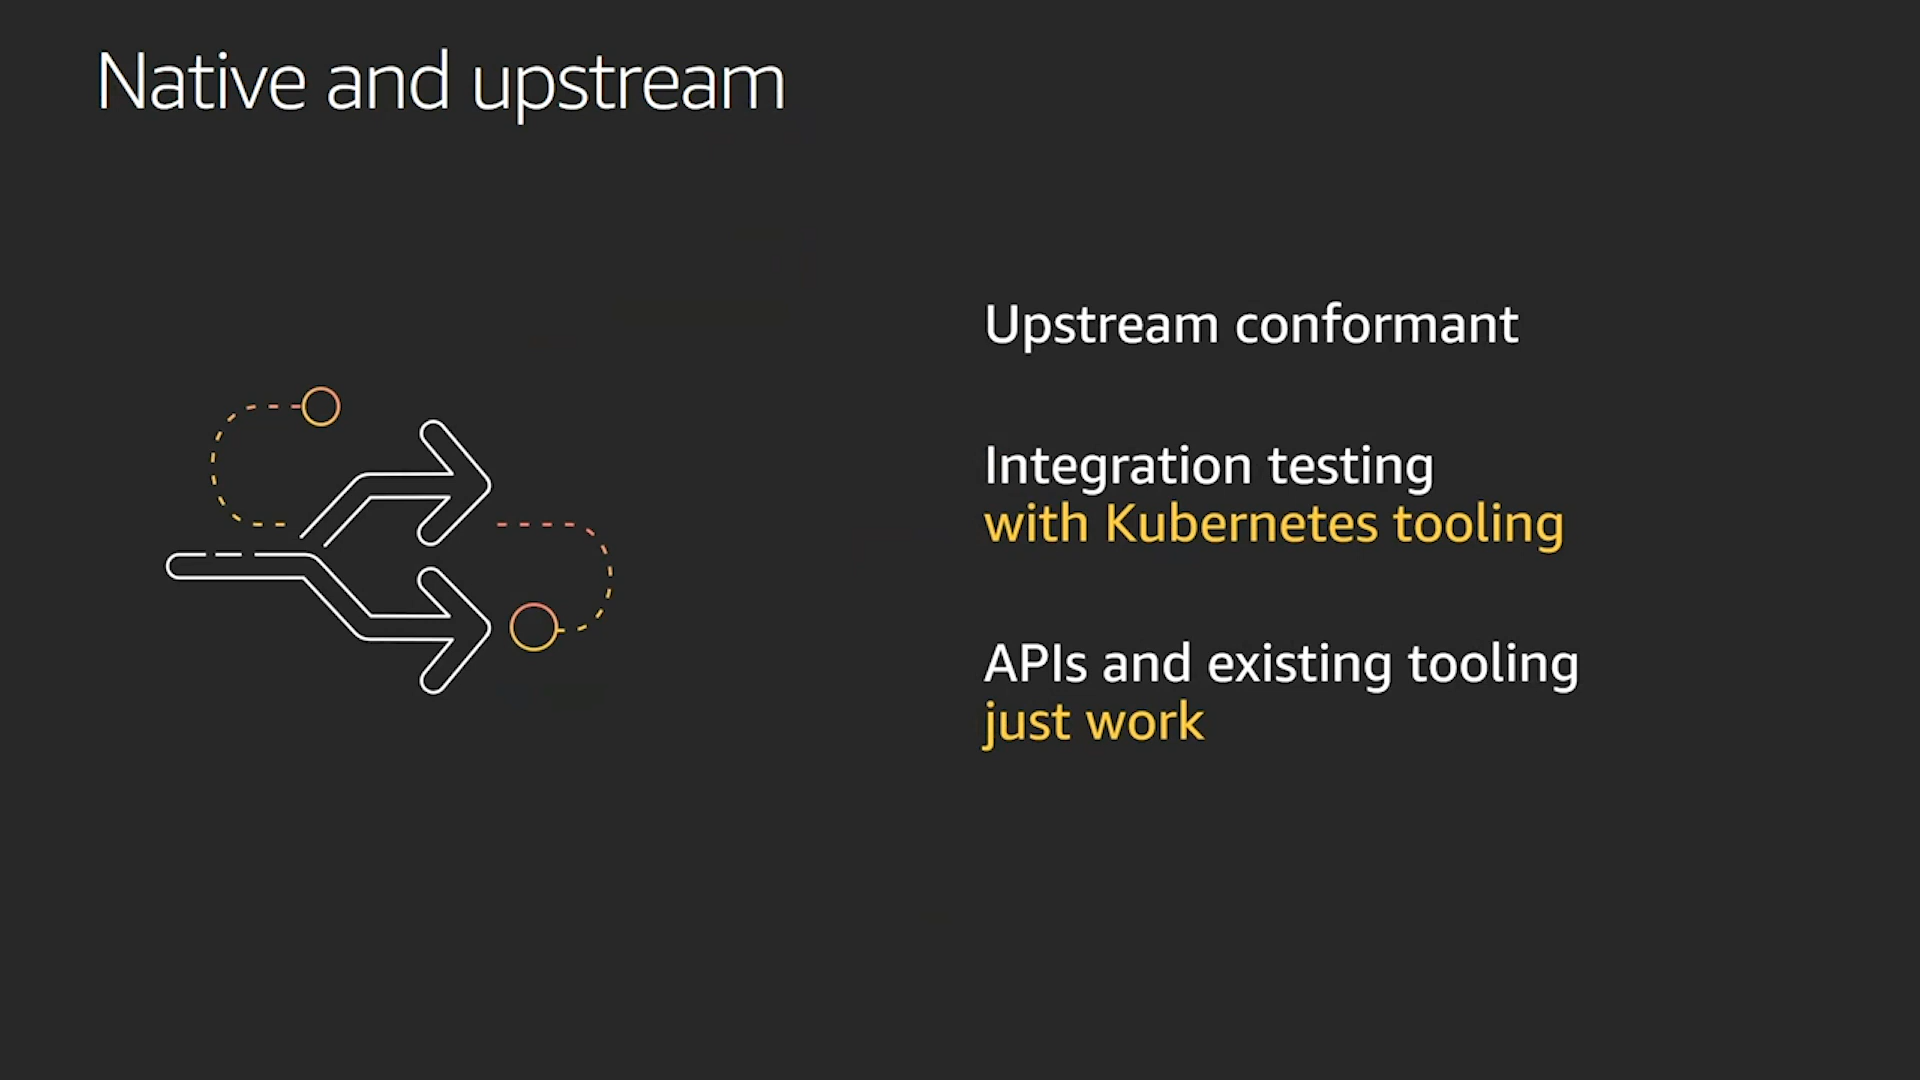 Native and upstream
Upstream conformant
Integration testing
with Kubernetes tooling
APIs and existing tooling
just work